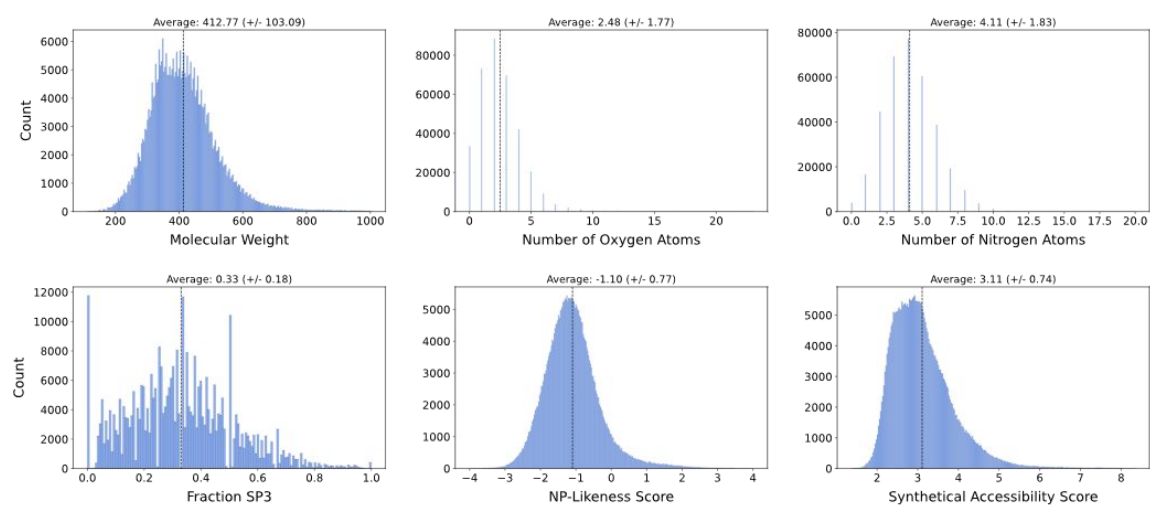 Average: 412.77 (+/- 103.09)
6000
5000
4000
3000
2000
1000
0
Count
200 400 600 800 1000
Molecular Weight
Average: 2.48 (+/- 1.77)
80000
60000
40000
20000
0
0 5 10 15 20
Number of Oxygen Atoms
Average: 4.11 (+/- 1.83)
80000
60000
40000
20000
0
0.0 2.5 5.0 7.5 10.0 12.5 15.0 17.5 20.0
Number of Nitrogen Atoms
Average: 0.33 (+/- 0.18)
12000
10000
8000
6000
4000
2000
0
Count
0.0 0.2 0.4 0.6 0.8 1.0
Fraction SP3
Average: -1.10 (+/- 0.77)
5000
4000
3000
2000
1000
0
−4 −3 −2 −1 0 1 2 3 4
NP-Likeness Score
Average: 3.11 (+/- 0.74)
5000
4000
3000
2000
1000
0
2 3 4 5 6 7 8
Synthetical Accessibility Score